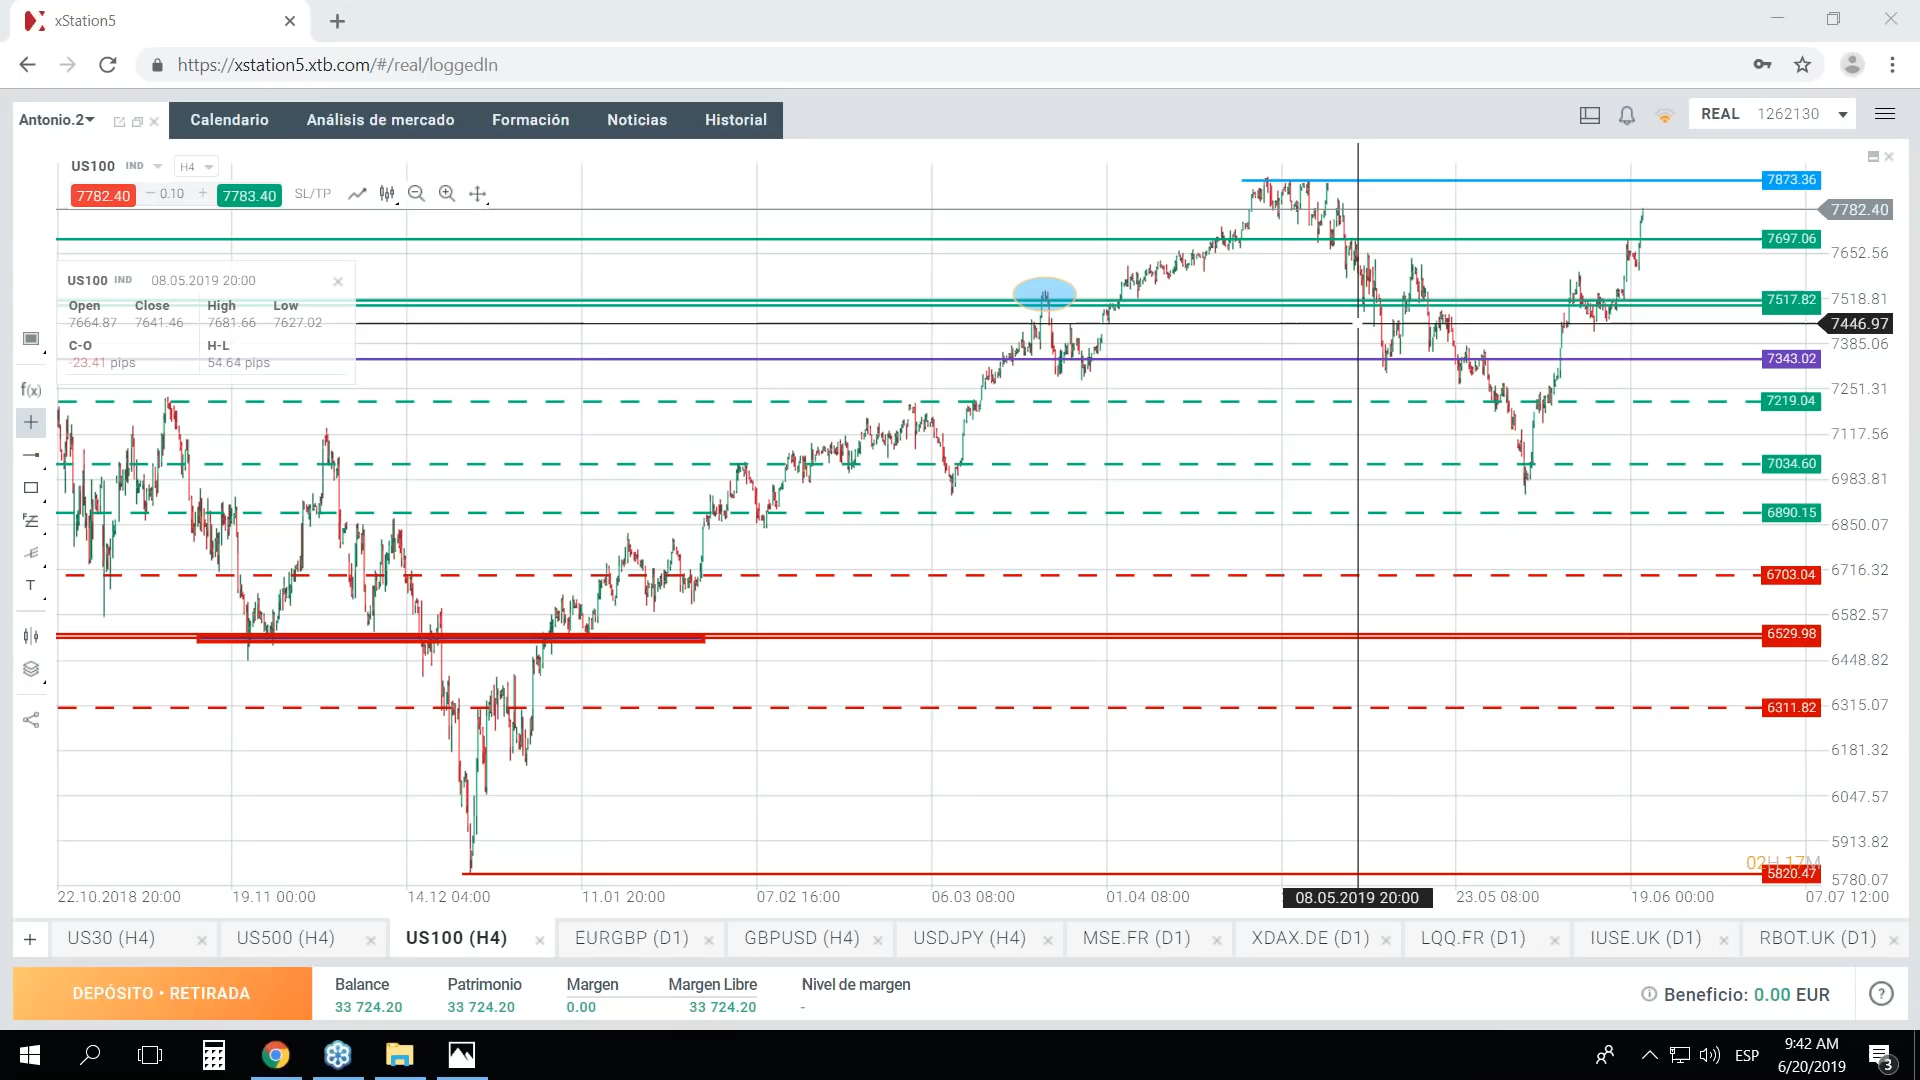 xStation5
https://xstation5.xtb.com/#/real/loggedIn
Antonio.2 Calendario Análisis de mercado Formación Noticias Historial REAL 1262130
US100 IND H4
7782.40 0.10 7783.40 SL/TP
US100 IND 08.05.2019 20:00
Open Close High Low
7664.87 7641.46 7681.66 7627.02
C-O H-L
-23.41 pips 54.64 pips
f(x)
T
7873.36
7782.40
7697.06
7652.56
7518.81
7517.82
7446.97
7385.06
7343.02
7251.31
7219.04
7117.56
7034.60
6983.81
6890.15
6850.07
6716.32
6703.04
6582.57
6529.98
6448.82
6311.82
6315.07
6181.32
6047.57
5913.82
02H 17M
5820.47
5780.07
22.10.2018 20:00 19.11 00:00 14.12 04:00 11.01 20:00 07.02 16:00 06.03 08:00 01.04 08:00 08.05.2019 20:00 23.05 08:00 19.06 00:00 07.07 12:00
US30 (H4) US500 (H4) US100 (H4) EURGBP (D1) GBPUSD (H4) USDJPY (H4) MSE.FR (D1) XDAX.DE (D1) LQQ.FR (D1) IUSE.UK (D1) RBOT.UK (D1)
DEPÓSITO • RETIRADA
Balance Patrimonio Margen Margen Libre Nivel de margen
33 724.20 33 724.20 0.00 33 724.20 -
Beneficio: 0.00 EUR
ESP
9:42 AM
6/20/2019
3